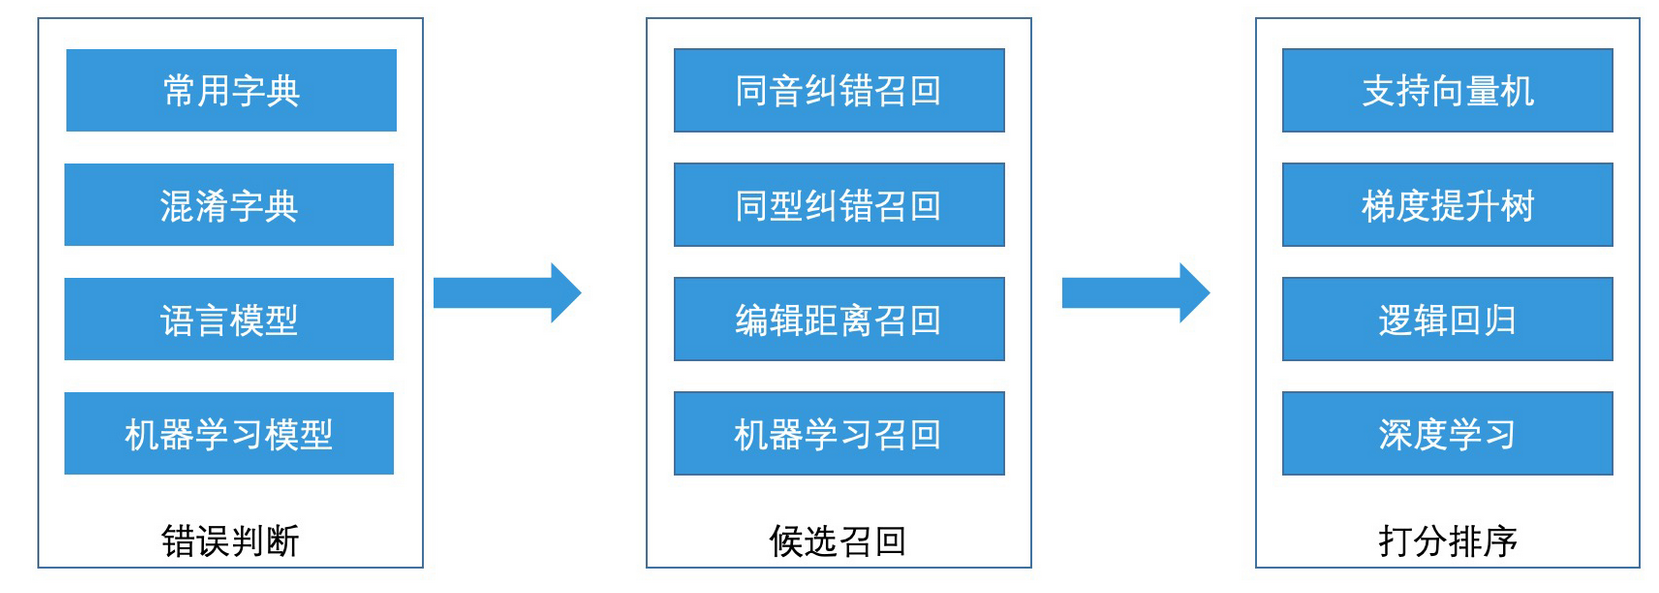 常用字典
混淆字典
语言模型
机器学习模型
错误判断
同音纠错召回
同型纠错召回
编辑距离召回
机器学习召回
候选召回
支持向量机
梯度提升树
逻辑回归
深度学习
打分排序